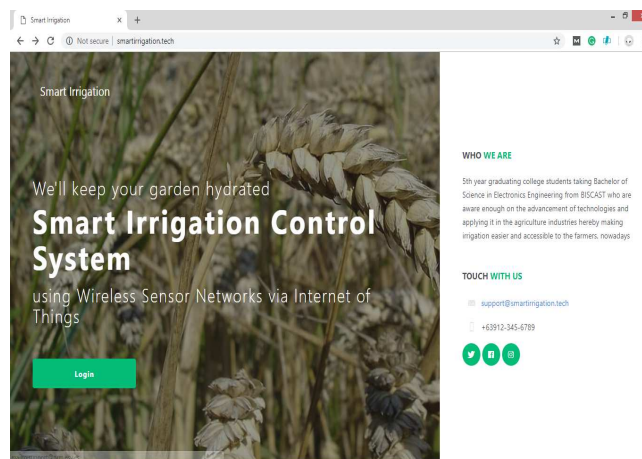 Smart Irrigation
Not secure | smartirrigation.tech
Smart Irrigation
We'll keep your garden hydrated
Smart Irrigation Control
System
using Wireless Sensor Networks via Internet of
Things
Login
WHO WE ARE
5th year graduating college students taking Bachelor of
Science in Electronics Engineering from BISCAST who are
aware enough on the advancement of technologies and
applying it in the agriculture industries hereby making
irrigation easier and accessible to the farmers, nowadays
TOUCH WITH US
support@smartirrigation.tech
+63912-345-6789